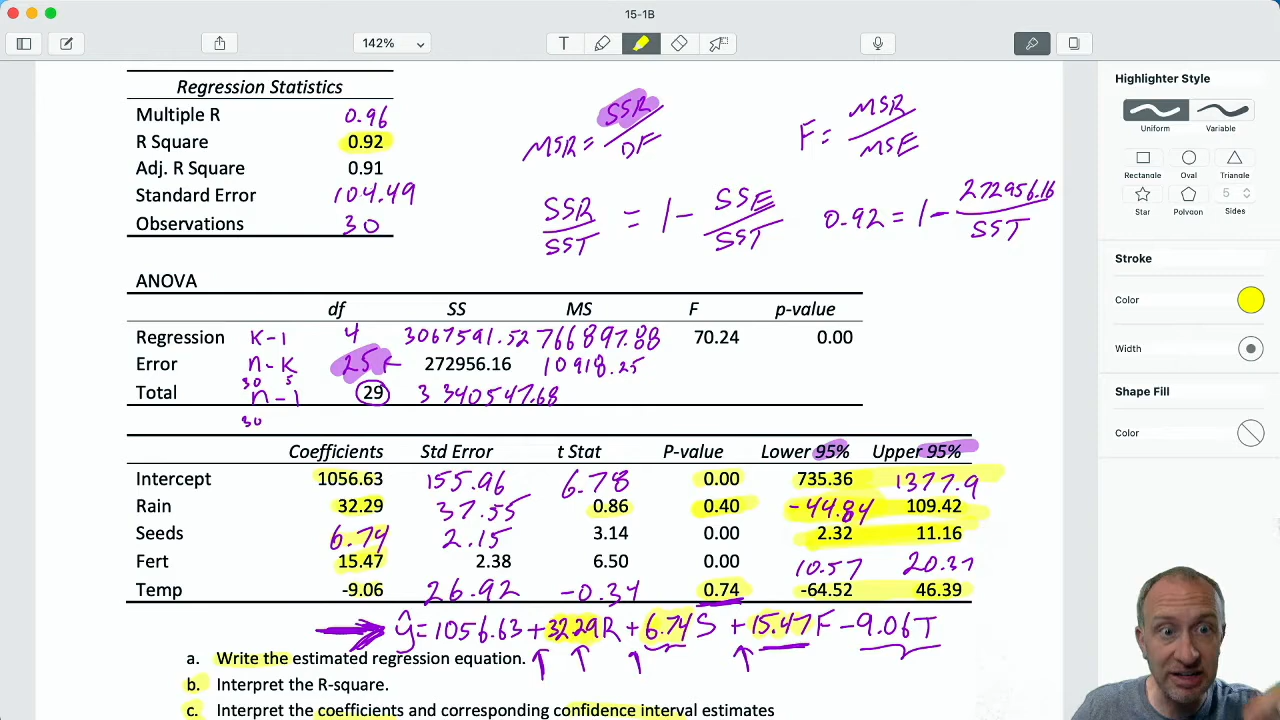 15-1B
142%
T
Regression Statistics
Multiple R 0.96
R Square 0.92
Adj. R Square 0.91
Standard Error 104.49
Observations 30
MSR = SSR/DF
F = MSR/MSE
SSR/SST = 1 - SSE/SST
0.92 = 1 - 272956.16/SST
ANOVA
df SS MS F p-value
Regression K-1 4 3067591.52 766897.88 70.24 0.00
Error n-K 25 272956.16 10918.25
30 5
Total n-1 29 3340547.68
30
Coefficients Std Error t Stat P-value Lower 95% Upper 95%
Intercept 1056.63 155.96 6.78 0.00 735.36 1377.9
Rain 32.29 37.55 0.86 0.40 -44.84 109.42
Seeds 6.74 2.15 3.14 0.00 2.32 11.16
Fert 15.47 2.38 6.50 0.00 10.57 20.37
Temp -9.06 26.92 -0.34 0.74 -64.52 46.39
ŷ = 1056.63 + 32.29R + 6.74S + 15.47F - 9.06T
a. Write the estimated regression equation.
b. Interpret the R-square.
c. Interpret the coefficients and corresponding confidence interval estimates
Highlighter Style
Uniform Variable
Rectangle Oval Triangle
5
Star Polygon Sides
Stroke
Color
Width
Shape Fill
Color